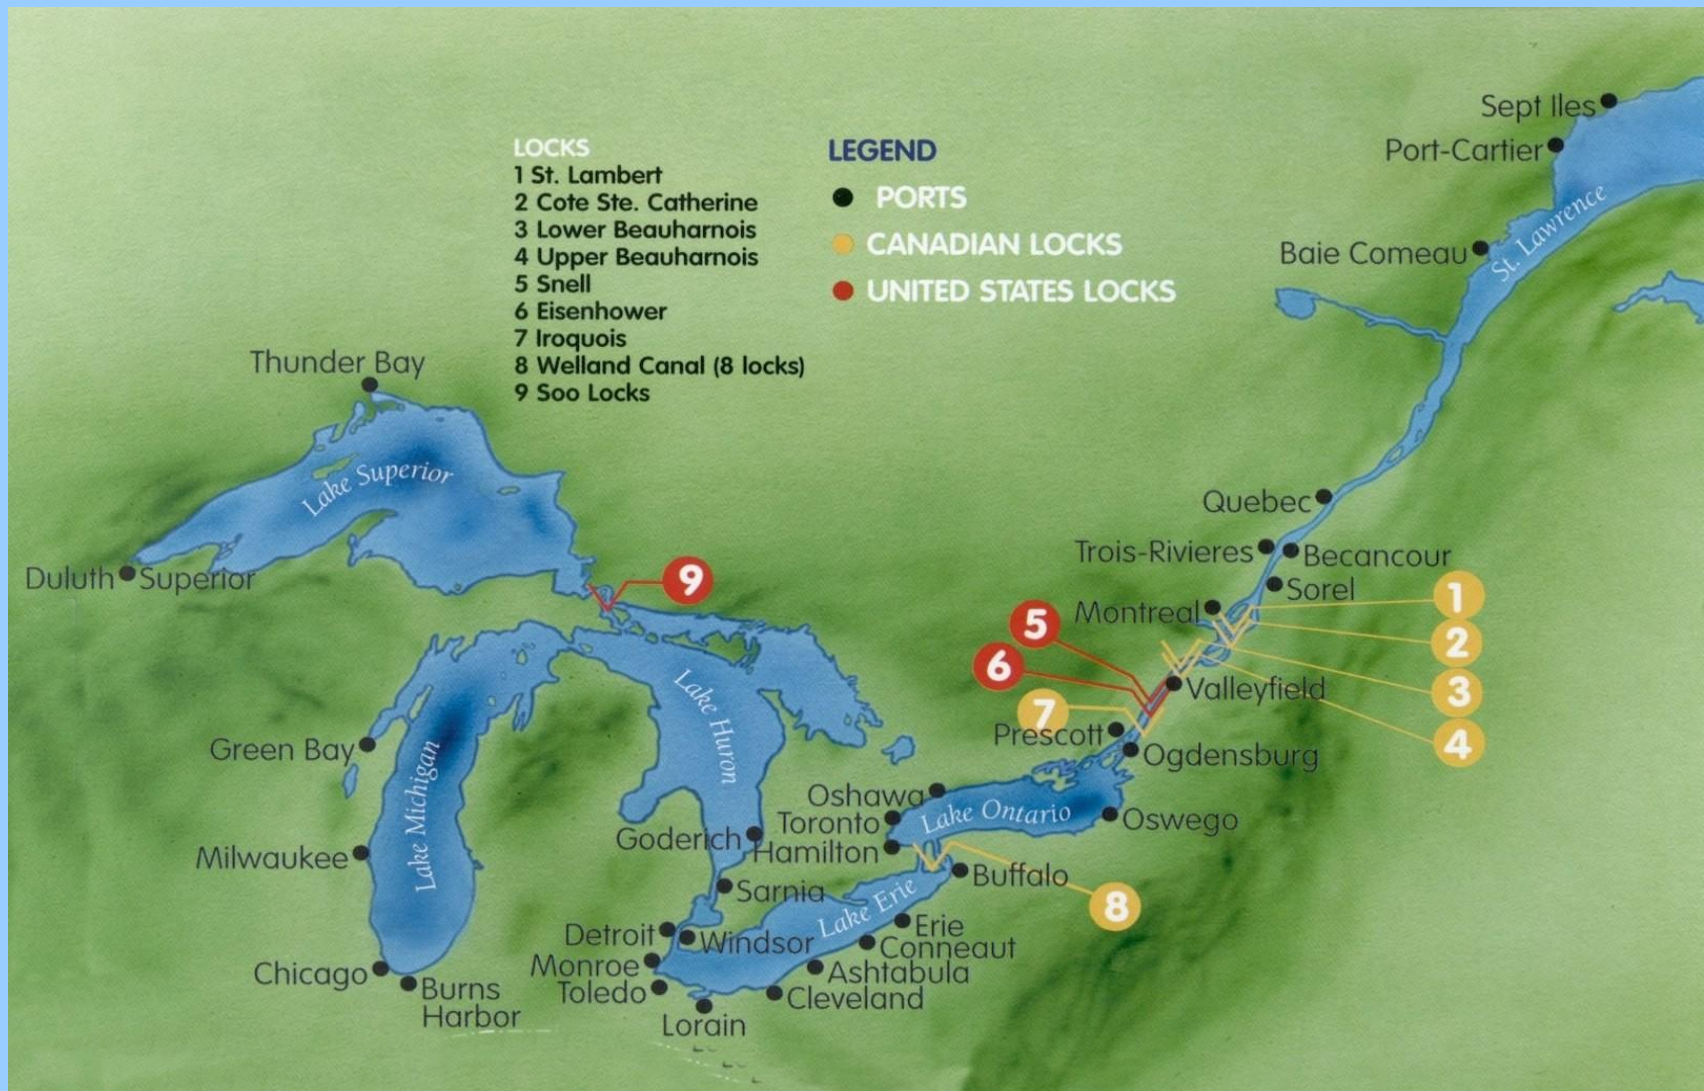 LOCKS
1 St. Lambert
2 Cote Ste. Catherine
3 Lower Beauharnois
4 Upper Beauharnois
5 Snell
6 Eisenhower
7 Iroquois
8 Welland Canal (8 locks)
9 Soo Locks
LEGEND
PORTS
CANADIAN LOCKS
UNITED STATES LOCKS
Sept Iles
Port-Cartier
St. Lawrence
Baie Comeau
Thunder Bay
Lake Superior
Duluth
Superior
9
Quebec
Trois-Rivieres
Becancour
Sorel
Montreal
1
2
3
4
5
6
7
Valleyfield
Prescott
Ogdensburg
Green Bay
Lake Michigan
Lake Huron
Milwaukee
Chicago
Burns
Harbor
Oshawa
Toronto
Hamilton
Lake Ontario
Oswego
Goderich
Sarnia
Buffalo
8
Lake Erie
Detroit
Windsor
Monroe
Toledo
Lorain
Cleveland
Ashtabula
Conneaut
Erie